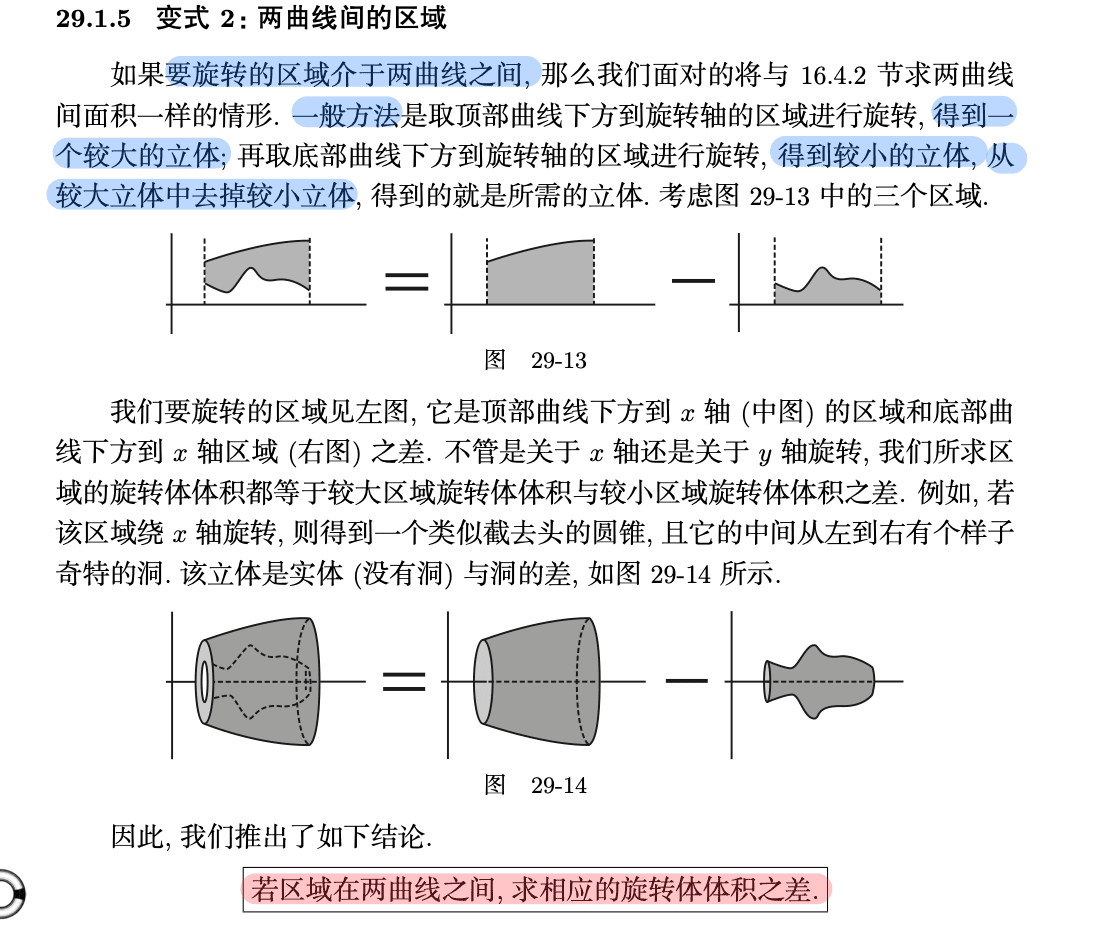 29.1.5 变式 2: 两曲线间的区域
如果要旋转的区域介于两曲线之间, 那么我们面对的将与 16.4.2 节求两曲线
间面积一样的情形. 一般方法是取顶部曲线下方到旋转轴的区域进行旋转, 得到一
个较大的立体; 再取底部曲线下方到旋转轴的区域进行旋转, 得到较小的立体, 从
较大立体中去掉较小立体, 得到的就是所需的立体. 考虑图 29-13 中的三个区域.
图 29-13
我们要旋转的区域见左图, 它是顶部曲线下方到 x 轴 (中图) 的区域和底部曲
线下方到 x 轴区域 (右图) 之差. 不管是关于 x 轴还是关于 y 轴旋转, 我们所求区
域的旋转体体积都等于较大区域旋转体体积与较小区域旋转体体积之差. 例如, 若
该区域绕 x 轴旋转, 则得到一个类似截去头的圆锥, 且它的中间从左到右有个样子
奇特的洞. 该立体是实体 (没有洞) 与洞的差, 如图 29-14 所示.
图 29-14
因此, 我们推出了如下结论.
若区域在两曲线之间, 求相应的旋转体体积之差.